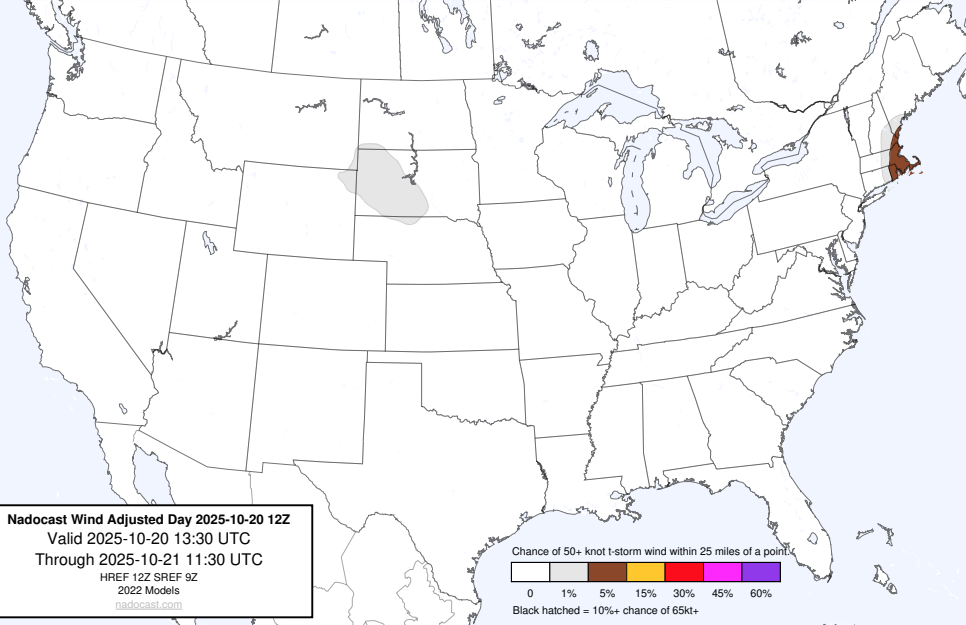 Nadocast Wind Adjusted Day 2025-10-20 12Z
Valid 2025-10-20 13:30 UTC
Through 2025-10-21 11:30 UTC
HREF 12Z SREF 9Z
2022 Models
nadocast.com
Chance of 50+ knot t-storm wind within 25 miles of a point.
0 1% 5% 15% 30% 45% 60%
Black hatched = 10%+ chance of 65kt+